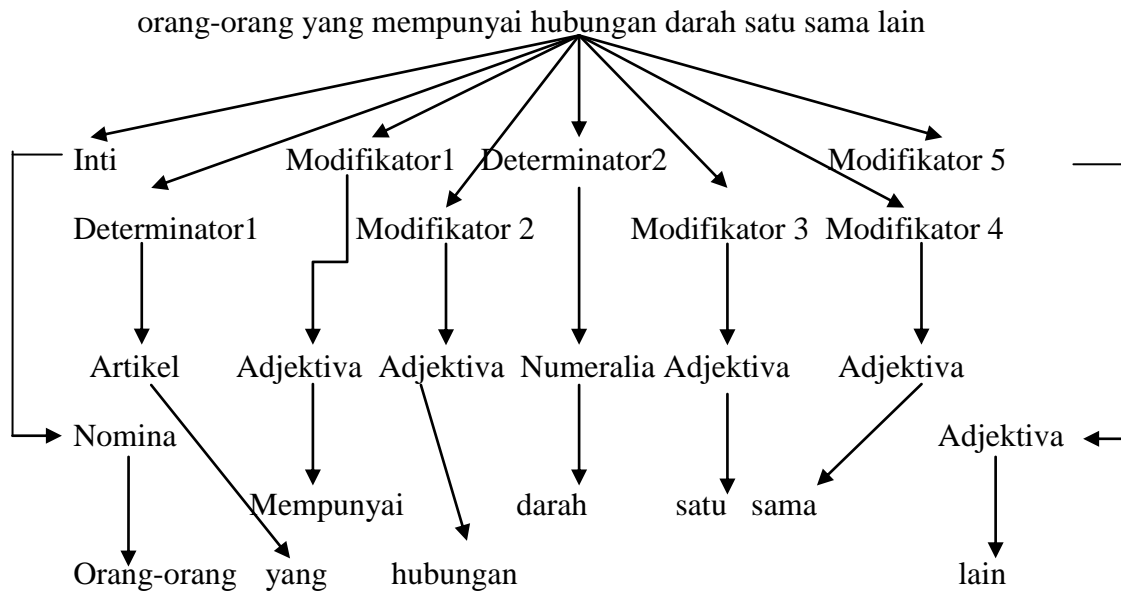 orang-orang yang mempunyai hubungan darah satu sama lain
Inti Modifikator1 Determinator2 Modifikator 5
Determinator1 Modifikator 2 Modifikator 3 Modifikator 4
Artikel Adjektiva Adjektiva Numeralia Adjektiva Adjektiva
Nomina Adjektiva
Mempunyai darah satu sama
Orang-orang yang hubungan lain